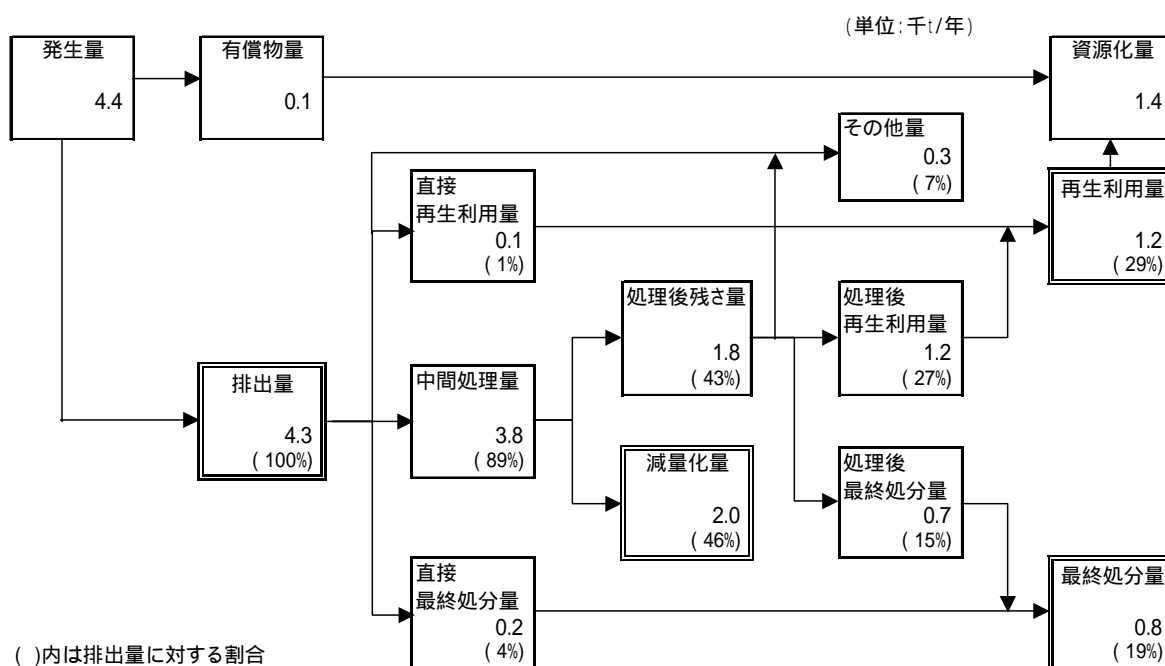 (単位:千t/年)
発生量
4.4
有償物量
0.1
資源化量
1.4
その他量
0.3
( 7%)
直接
再生利用量
0.1
( 1%)
再生利用量
1.2
( 29%)
処理後残さ量
1.8
( 43%)
処理後
再生利用量
1.2
( 27%)
排出量
4.3
( 100%)
中間処理量
3.8
( 89%)
減量化量
2.0
( 46%)
処理後
最終処分量
0.7
( 15%)
直接
最終処分量
0.2
( 4%)
最終処分量
0.8
( 19%)
( )内は排出量に対する割合